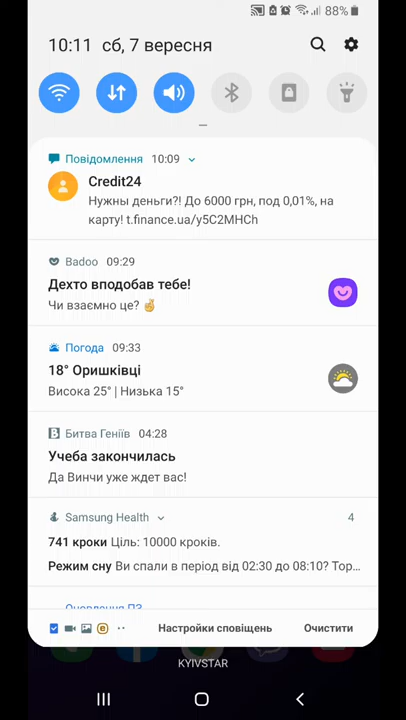 88%
10:11 сб, 7 вересня
Повідомлення 10:09
Credit24
Нужны деньги?! До 6000 грн, под 0,01%, на
карту! t.finance.ua/y5C2MHCh
Badoo 09:29
Дехто вподобав тебе!
Чи взаємно це? 🤞
Погода 09:33
18° Оришківці
Висока 25° | Низька 15°
Битва Геніїв 04:28
Учеба закончилась
Да Винчи уже ждет вас!
Samsung Health 4
741 кроки Ціль: 10000 кроків.
Режим сну Ви спали в період від 02:30 до 08:10? Тор...
Оновлення ПЗ
Настройки сповіщень Очистити
KYIVSTAR